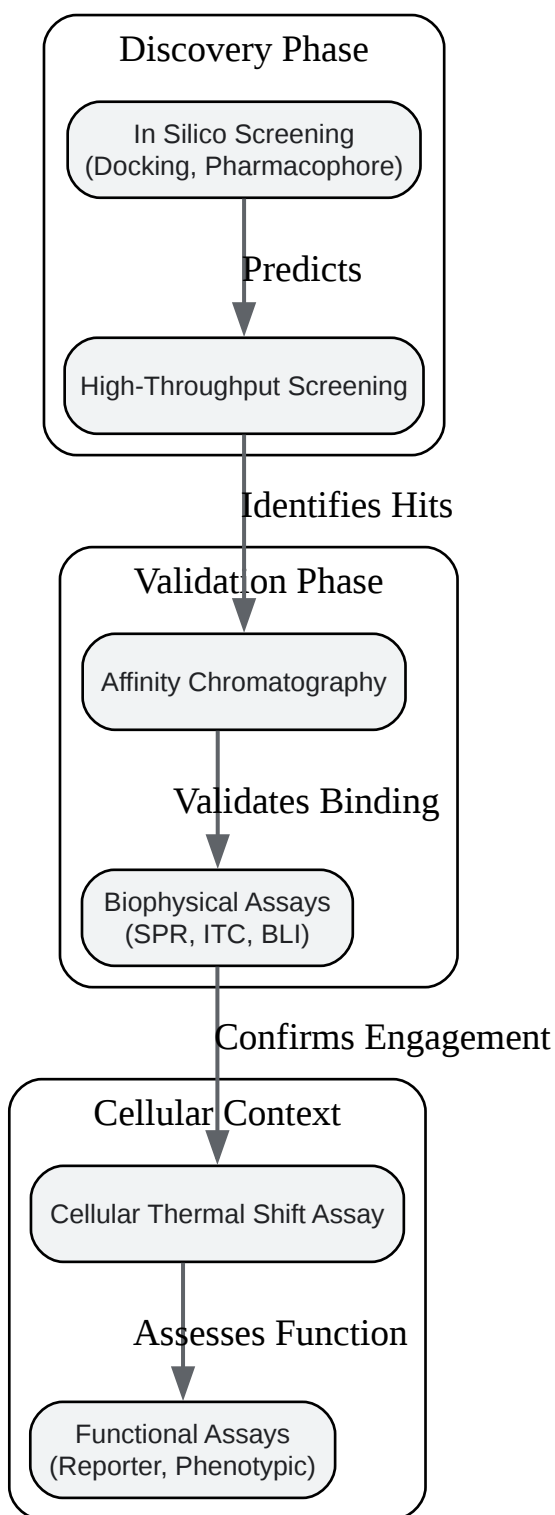 Discovery Phase
In Silico Screening
(Docking, Pharmacophore)
Predicts
High-Throughput Screening
Identifies Hits
Validation Phase
Affinity Chromatography
Validates Binding
Biophysical Assays
(SPR, ITC, BLI)
Confirms Engagement
Cellular Context
Cellular Thermal Shift Assay
Assesses Function
Functional Assays
(Reporter, Phenotypic)